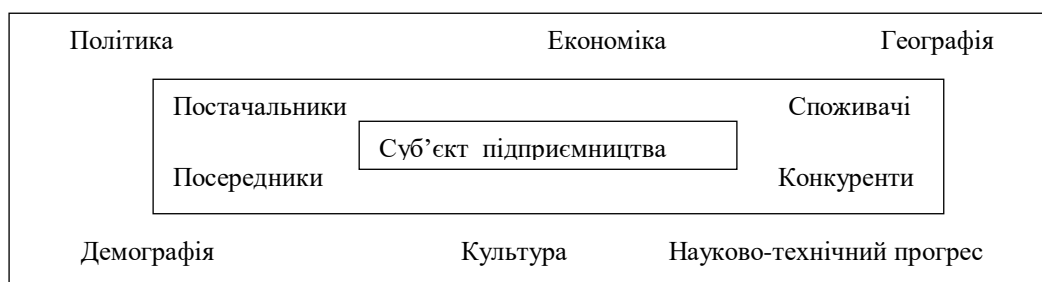 Політика Економіка Географія
Постачальники Споживачі
Суб’єкт підприємництва
Посередники Конкуренти
Демографія Культура Науково-технічний прогрес